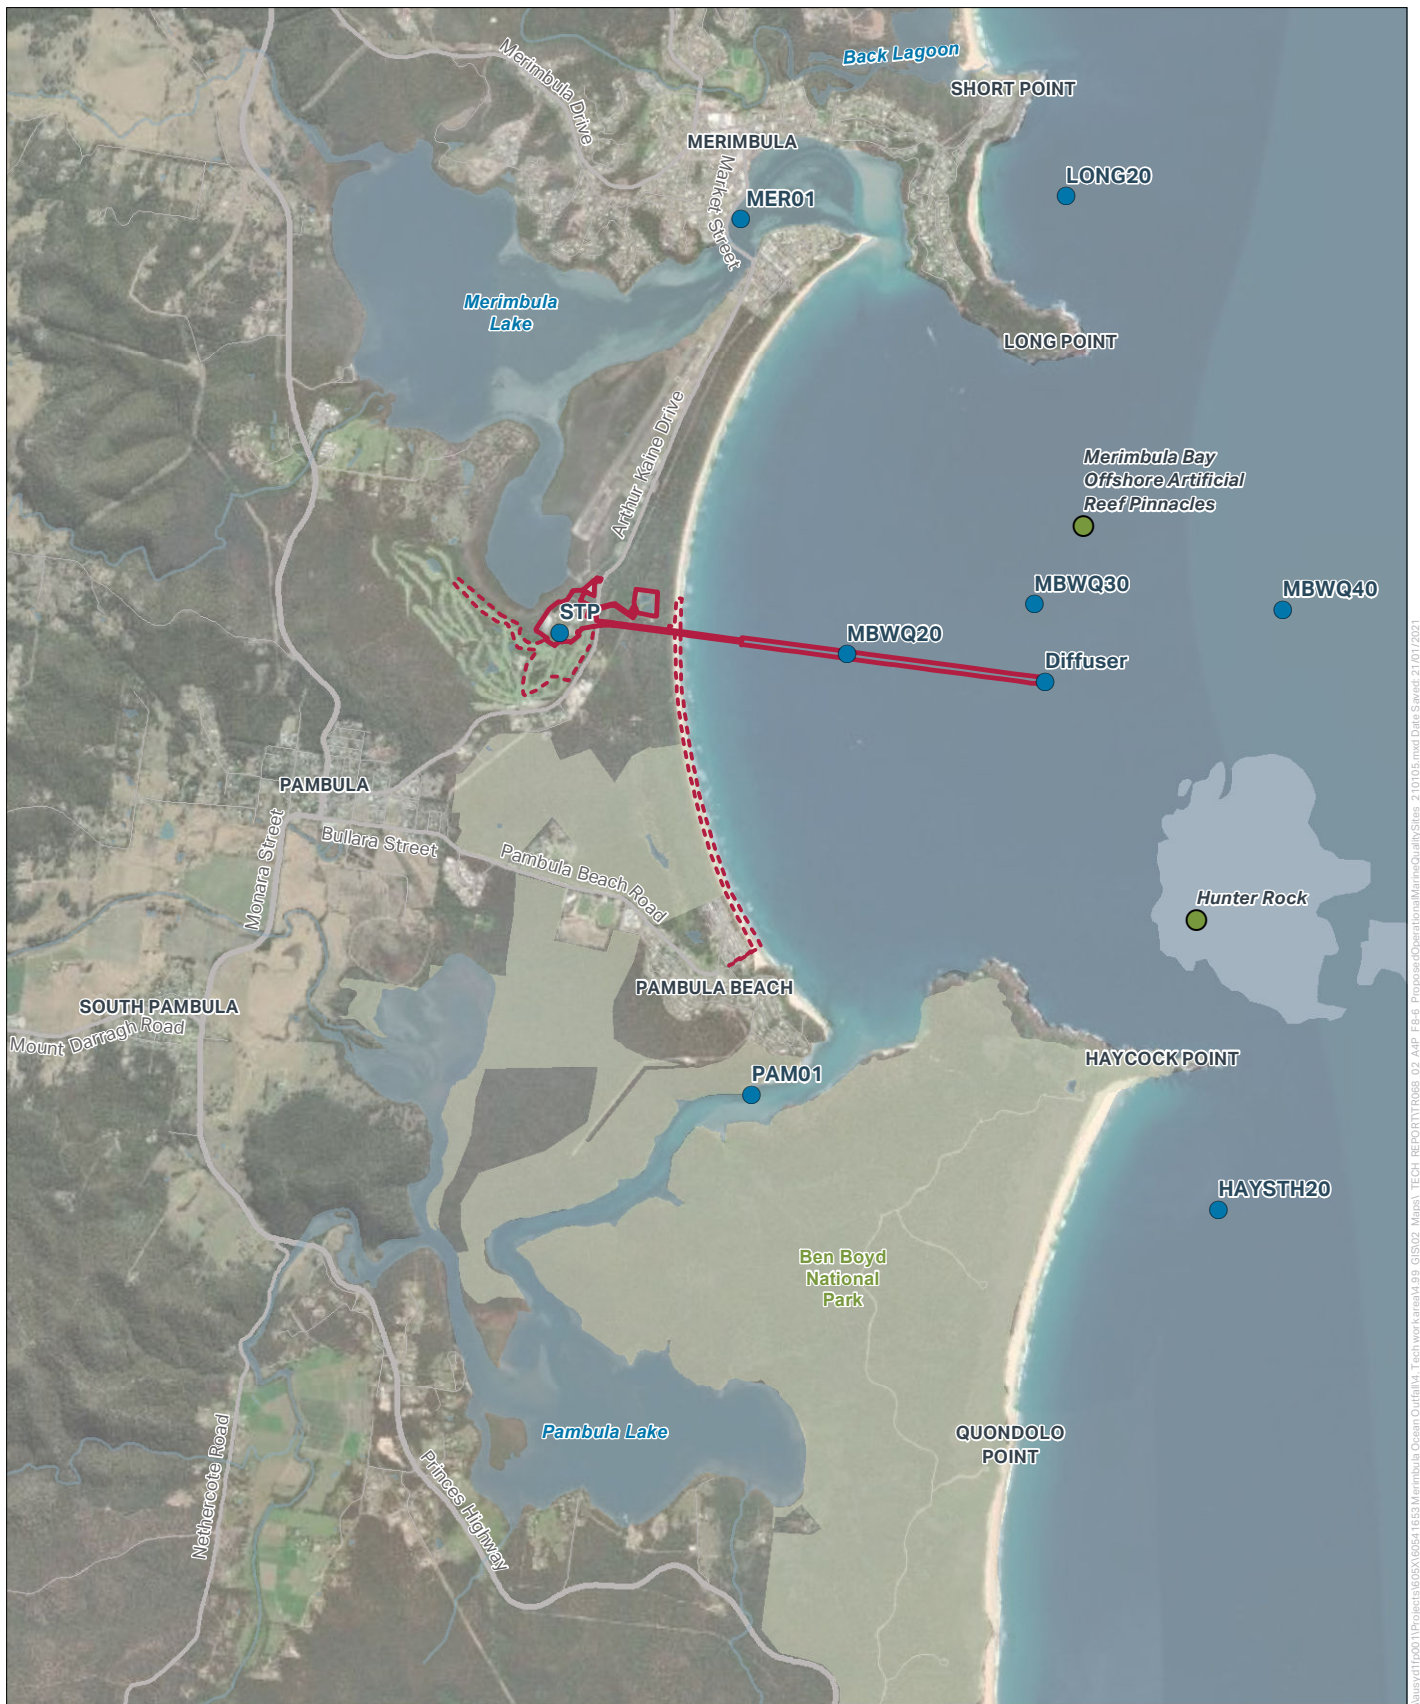 Back Lagoon
SHORT POINT
Merimbula Drive
MERIMBULA
Market Street
MER01
LONG20
Merimbula
Lake
LONG POINT
Arthur Kaine Drive
Merimbula Bay
Offshore Artificial
Reef Pinnacles
MBWQ30
MBWQ40
STP
MBWQ20
Diffuser
PAMBULA
Monara Street
Bullara Street
Pambula Beach Road
Hunter Rock
PAMBULA BEACH
SOUTH PAMBULA
Mount Darragh Road
HAYCOCK POINT
PAM01
HAYSTH20
Ben Boyd
National
Park
Pambula Lake
QUONDOLO
POINT
Nethercote Road
Princes Highway